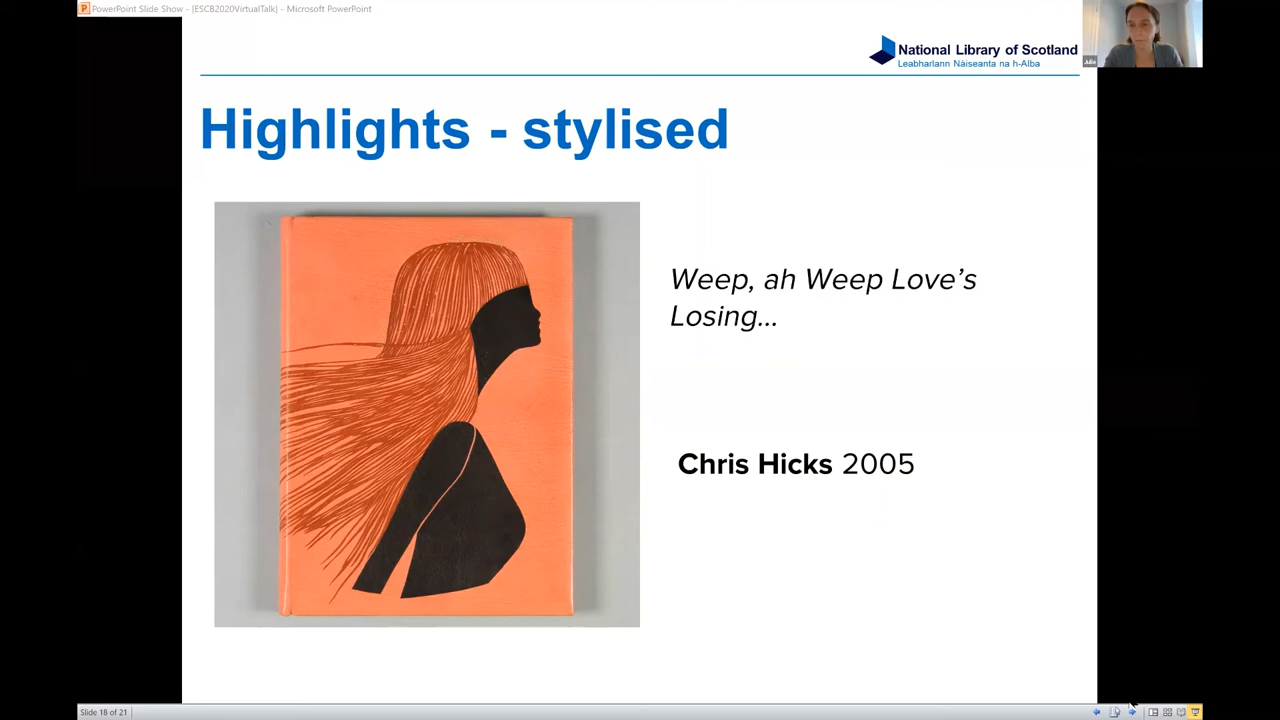 PowerPoint Slide Show - [ESCB2020VirtualTalk] - Microsoft PowerPoint
National Library of Scotland
Leabharlann Nàiseanta na h-Alba
Julie
Highlights - stylised
Weep, ah Weep Love's
Losing...
Chris Hicks 2005
Slide 18 of 21